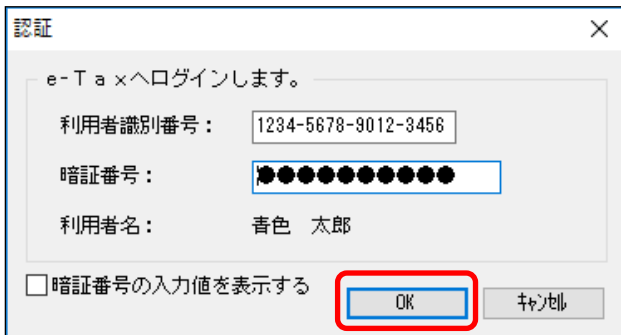 認証
e-Taxへログインします。
利用者識別番号： 1234-5678-9012-3456
暗証番号： ●●●●●●●●●●
利用者名： 青色　太郎
暗証番号の入力値を表示する
OK ｷｬﾝｾﾙ